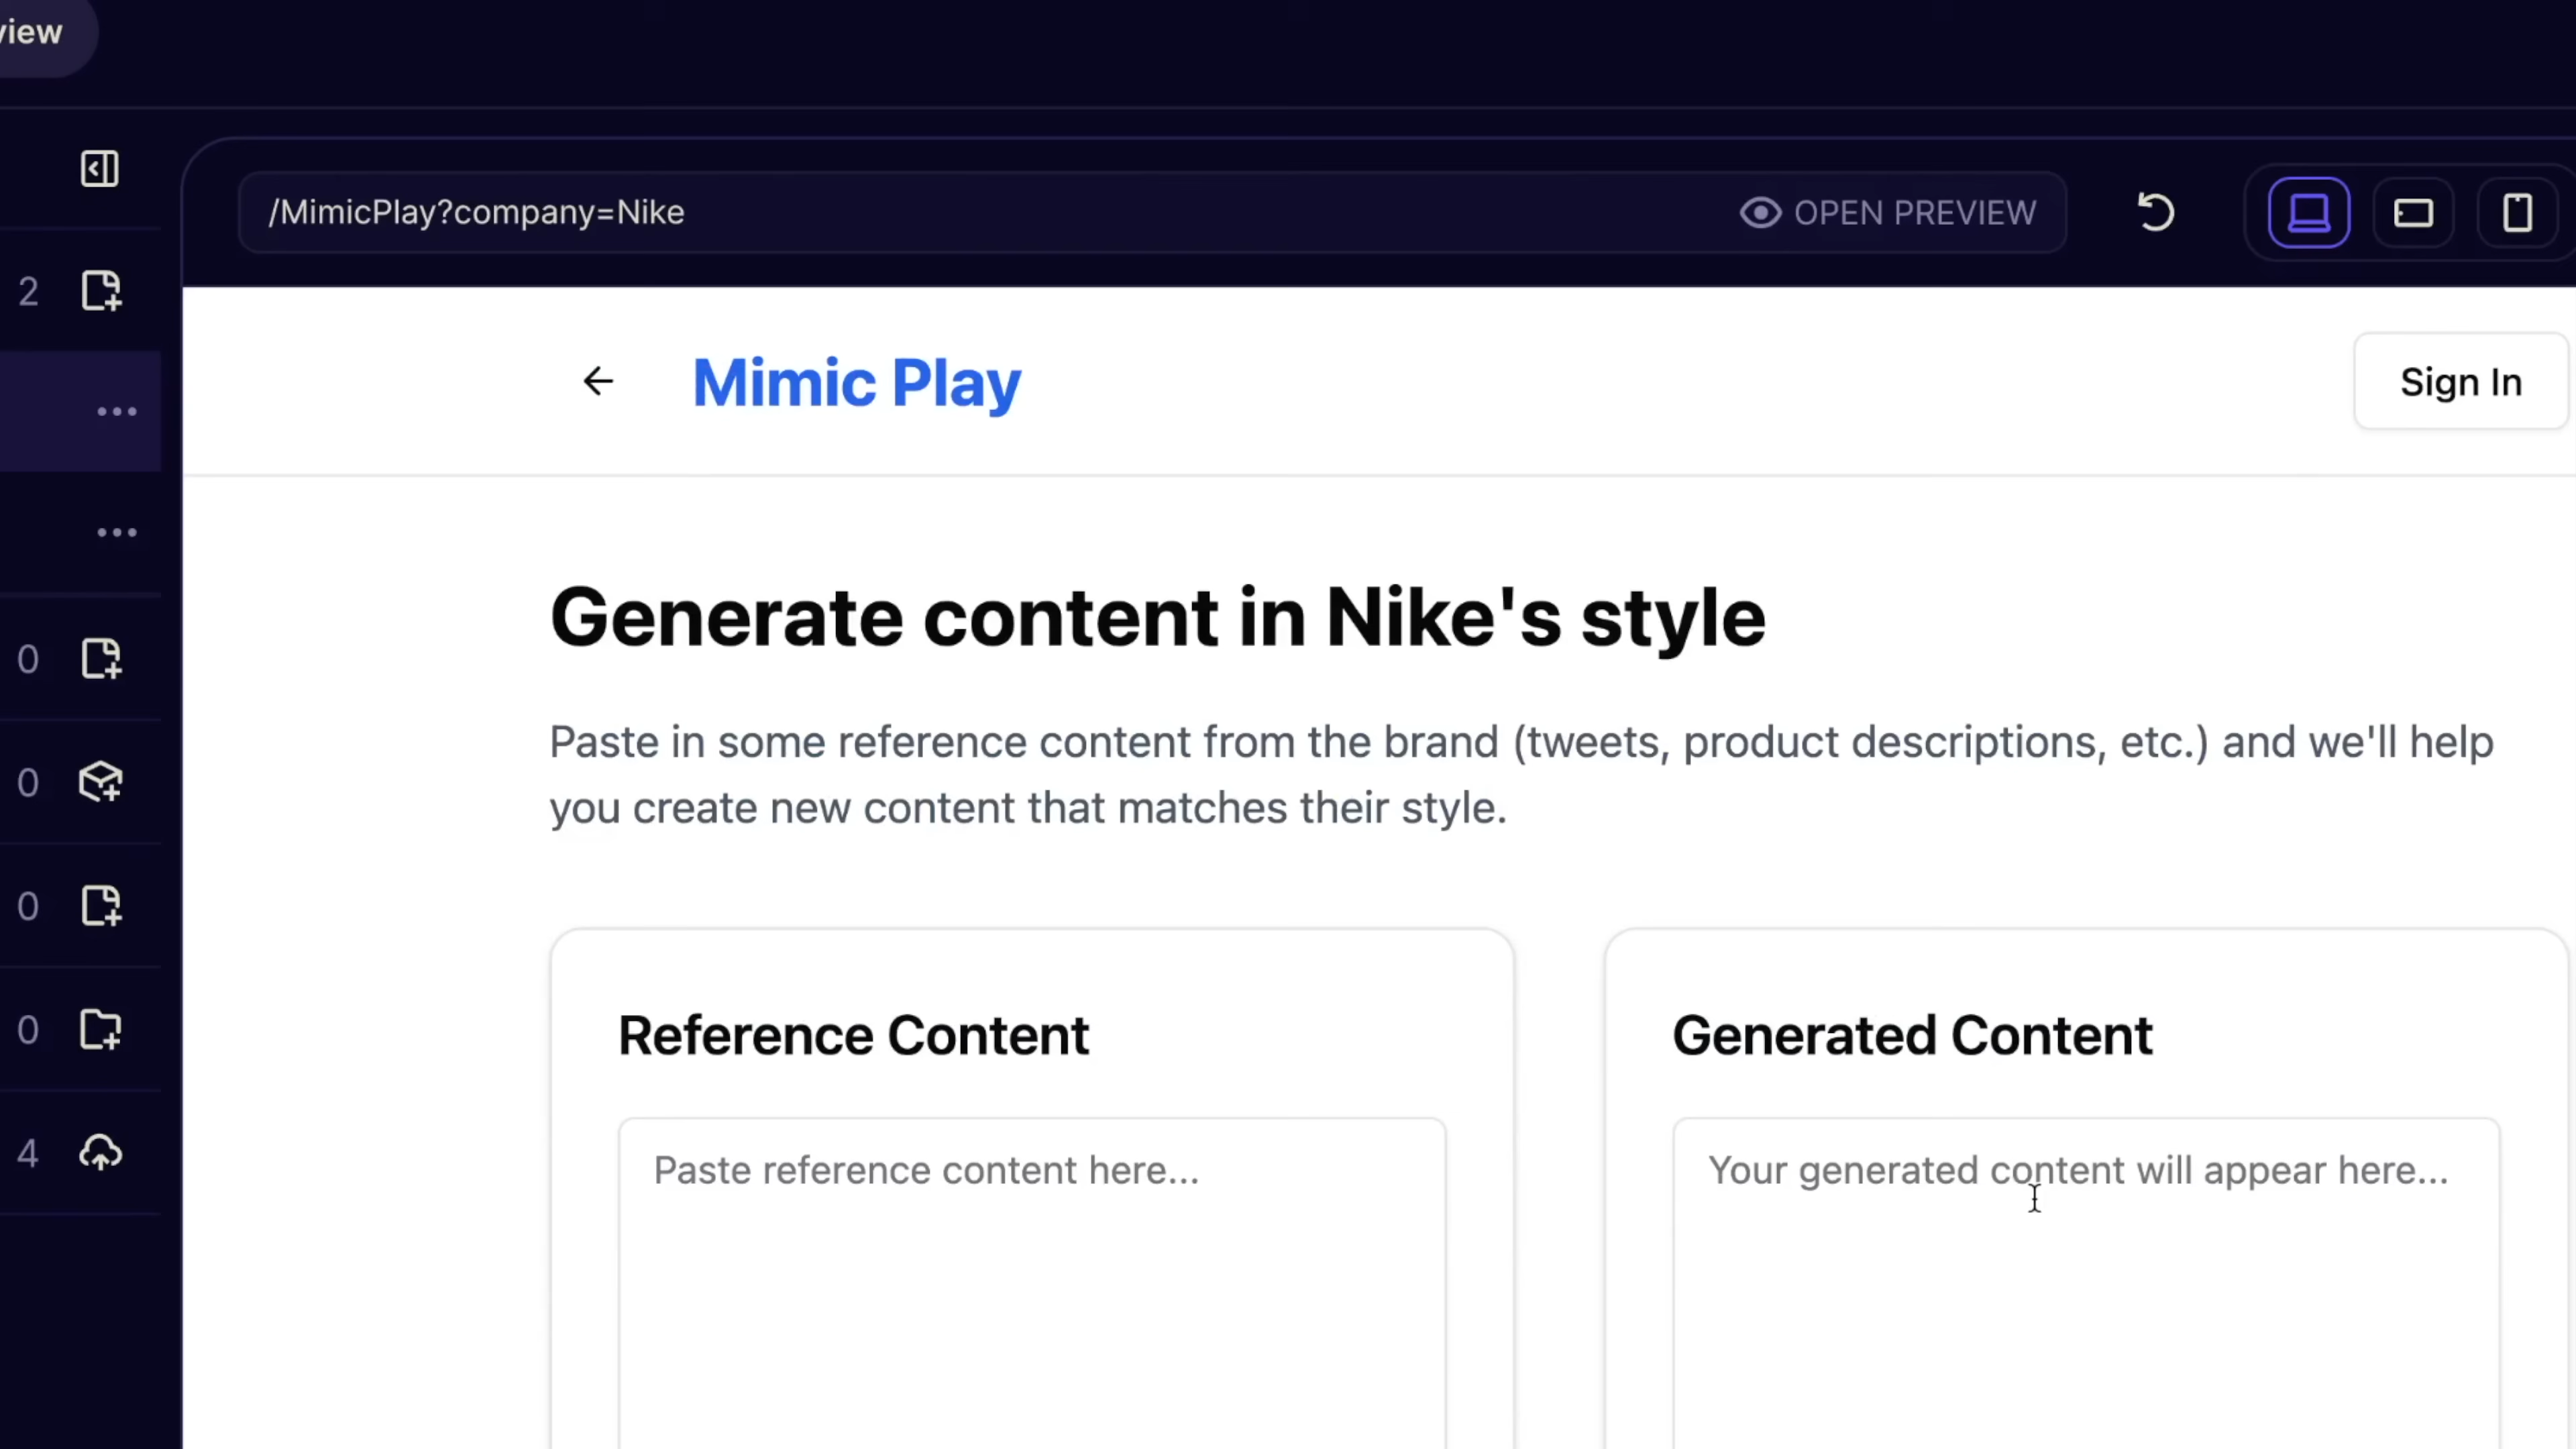 view
/MimicPlay?company=Nike
OPEN PREVIEW
2
Mimic Play
Sign In
Generate content in Nike's style
0
Paste in some reference content from the brand (tweets, product descriptions, etc.) and we'll help
you create new content that matches their style.
0
0
0
Reference Content
Generated Content
4
Paste reference content here...
Your generated content will appear here...